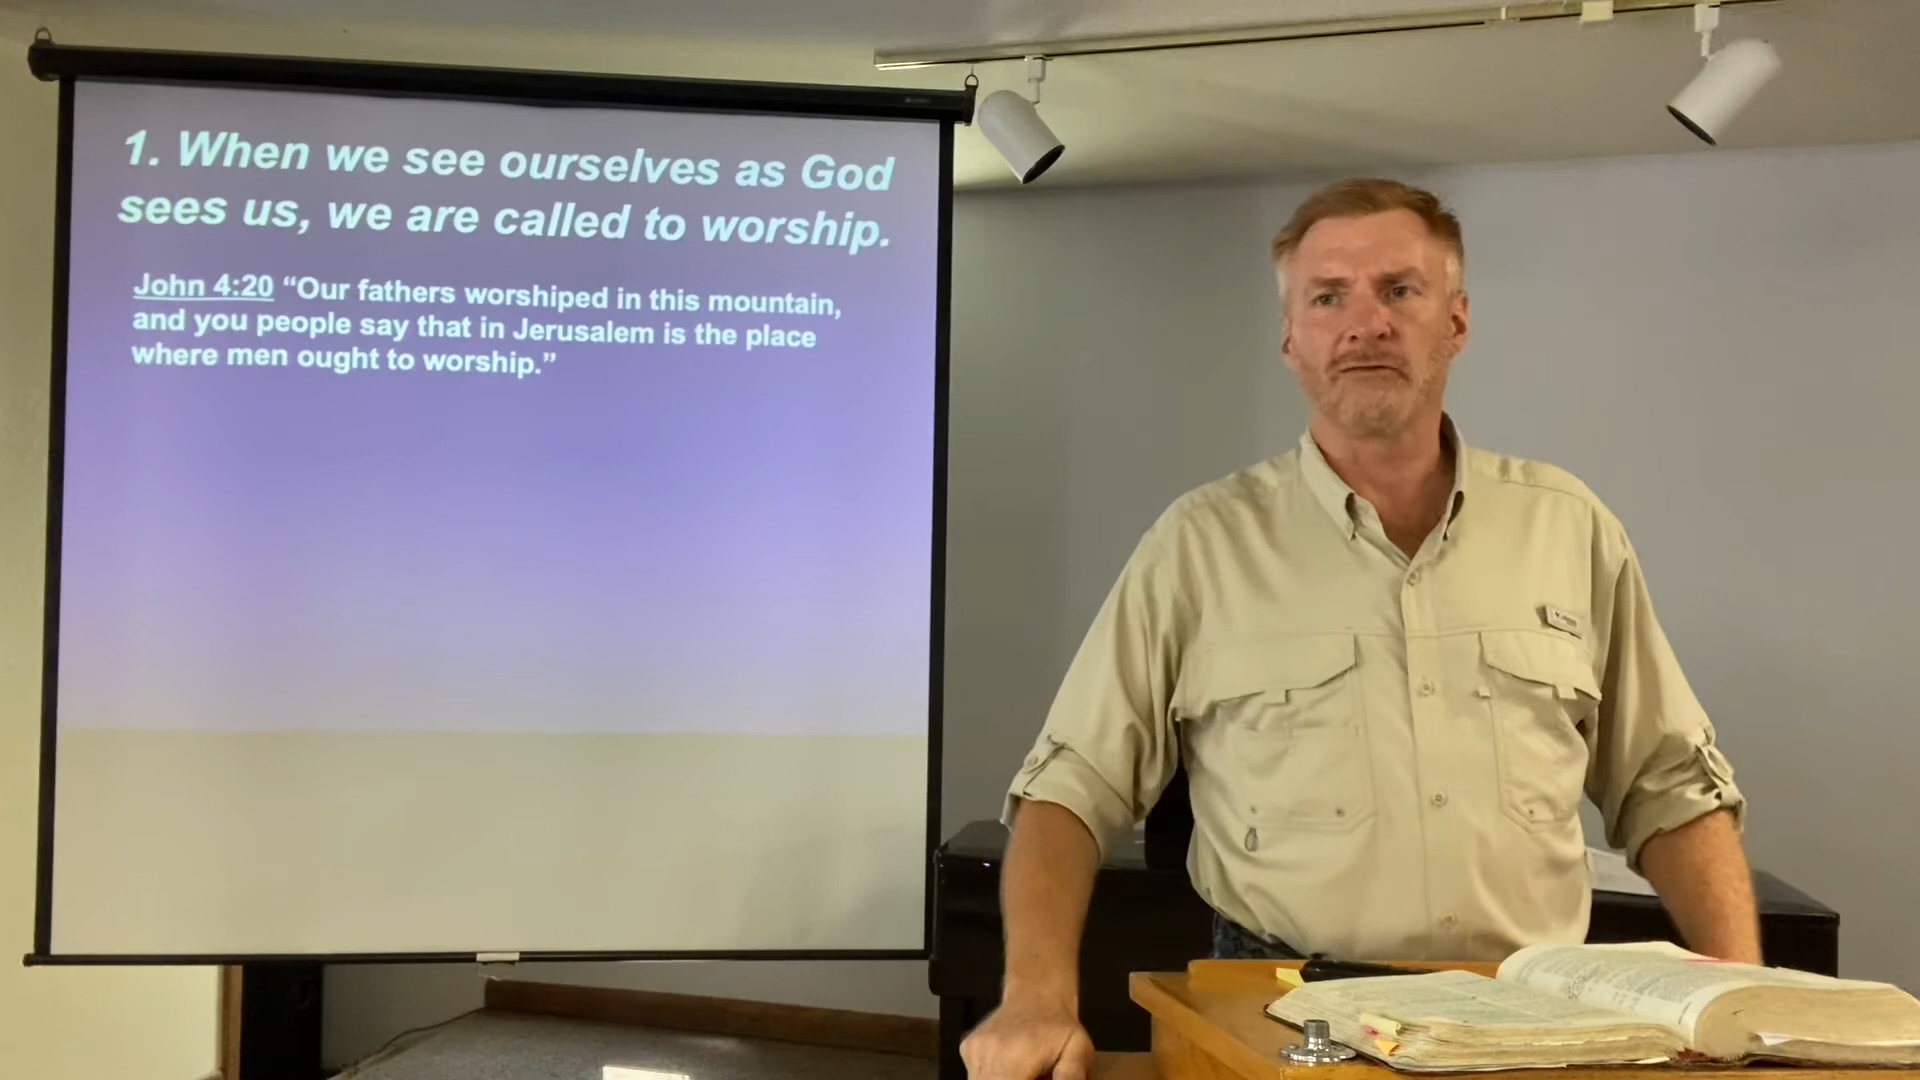 1. When we see ourselves as God
sees us, we are called to worship.
John 4:20 “Our fathers worshiped in this mountain,
and you people say that in Jerusalem is the place
where men ought to worship.”